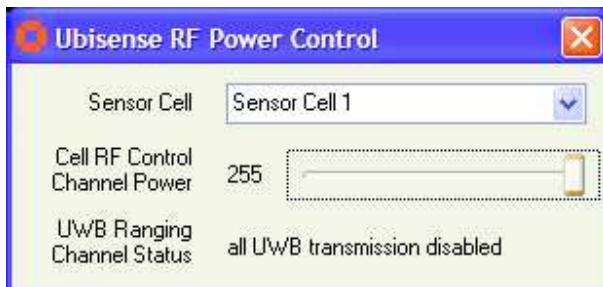 Ubisense RF Power Control
Sensor Cell Sensor Cell 1
Cell RF Control
Channel Power 255
UWB Ranging
Channel Status all UWB transmission disabled